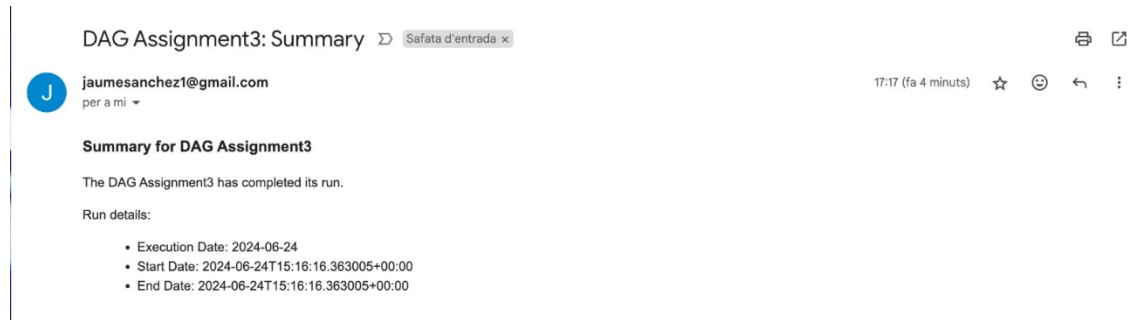 DAG Assignment3: Summary Safata d'entrada ×
J
jaumesanchez1@gmail.com 17:17 (fa 4 minuts)
per a mi
Summary for DAG Assignment3
The DAG Assignment3 has completed its run.
Run details:
• Execution Date: 2024-06-24
• Start Date: 2024-06-24T15:16:16.363005+00:00
• End Date: 2024-06-24T15:16:16.363005+00:00